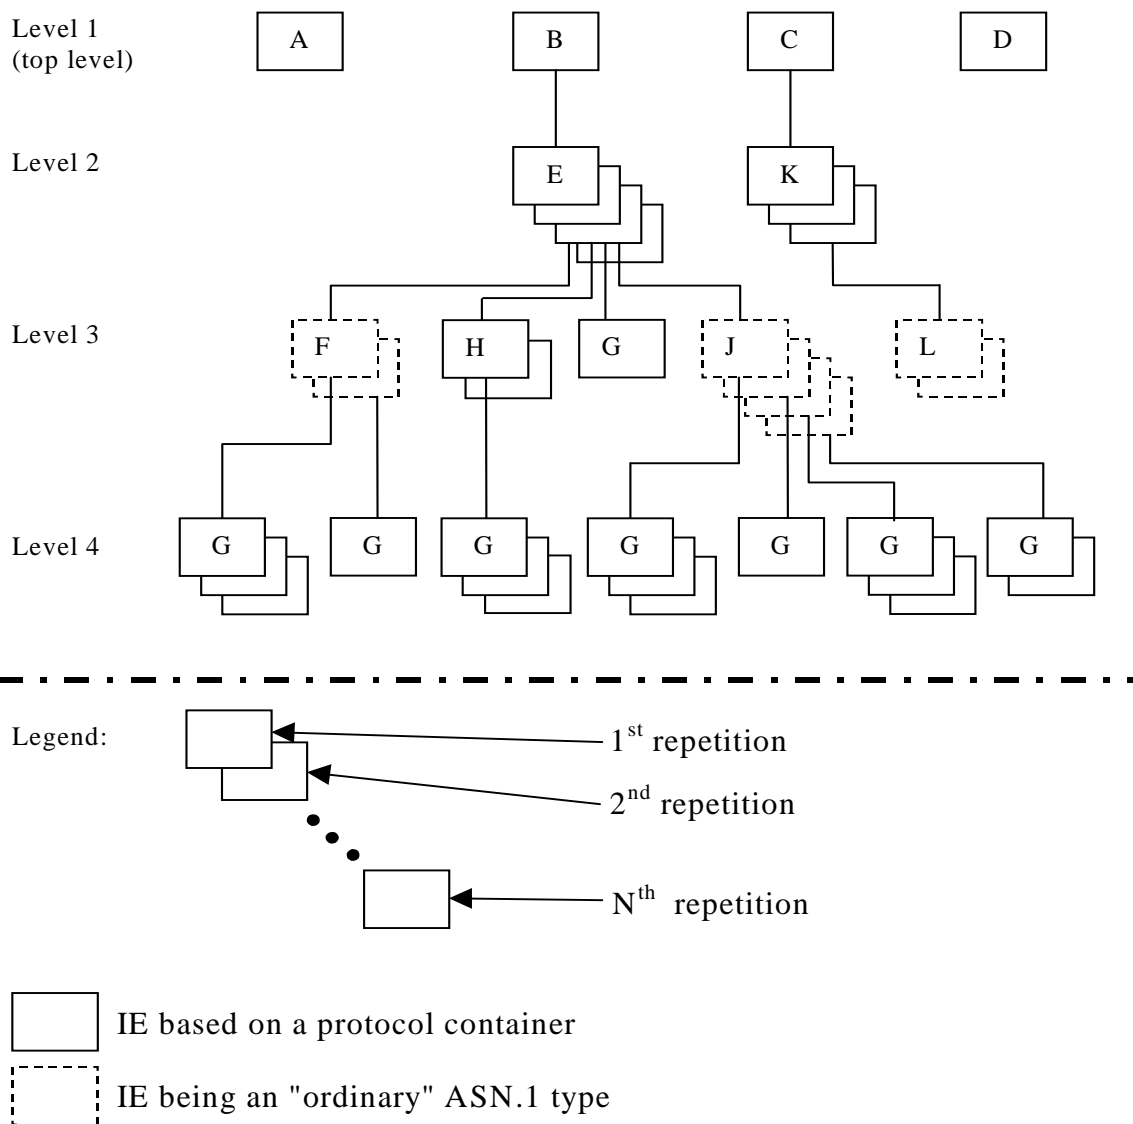 Level 1
(top level)
A
B
C
D
Level 2
E
K
Level 3
F
H
G
J
L
Level 4
G
G
G
G
G
G
G
Legend:
1st repetition
2nd repetition
Nth repetition
IE based on a protocol container
IE being an "ordinary" ASN.1 type